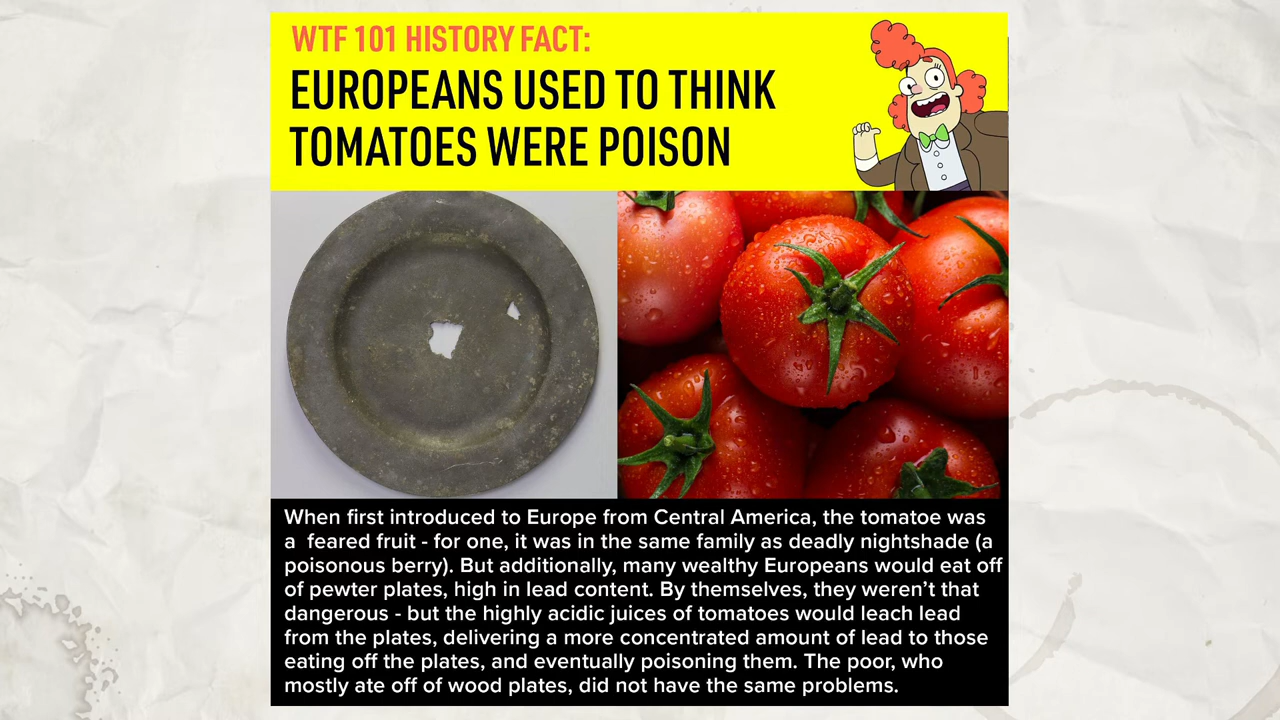 WTF 101 HISTORY FACT:
EUROPEANS USED TO THINK
TOMATOES WERE POISON
When first introduced to Europe from Central America, the tomatoe was
a  feared fruit - for one, it was in the same family as deadly nightshade (a
poisonous berry). But additionally, many wealthy Europeans would eat off
of pewter plates, high in lead content. By themselves, they weren't that
dangerous - but the highly acidic juices of tomatoes would leach lead
from the plates, delivering a more concentrated amount of lead to those
eating off the plates, and eventually poisoning them. The poor, who
mostly ate off of wood plates, did not have the same problems.